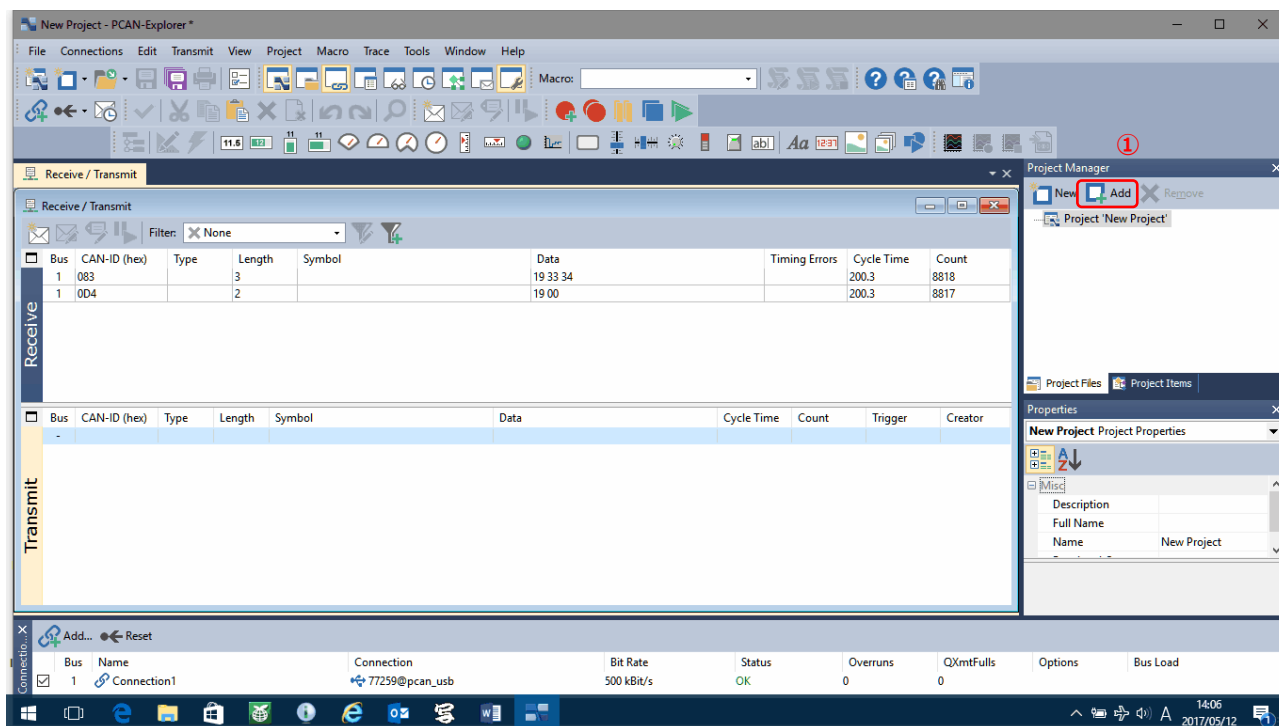 New Project - PCAN-Explorer *
File Connections Edit Transmit View Project Macro Trace Tools Window Help
Macro:
11.5 11 11 ab| Aa 12:31
①
Receive / Transmit
Project Manager
New Add Remove
Project 'New Project'
Receive / Transmit
Filter: None
Bus CAN-ID (hex) Type Length Symbol Data Timing Errors Cycle Time Count
1 083 3 19 33 34 200.3 8818
1 0D4 2 19 00 200.3 8817
Receive
Project Files Project Items
Bus CAN-ID (hex) Type Length Symbol Data Cycle Time Count Trigger Creator
-
Transmit
Properties
New Project Project Properties
Misc
Description
Full Name
Name New Project
Add... Reset
Connectio...
Bus Name Connection Bit Rate Status Overruns QXmtFulls Options Bus Load
1 Connection1 77259@pcan_usb 500 kBit/s OK 0 0
A 14:06
2017/05/12